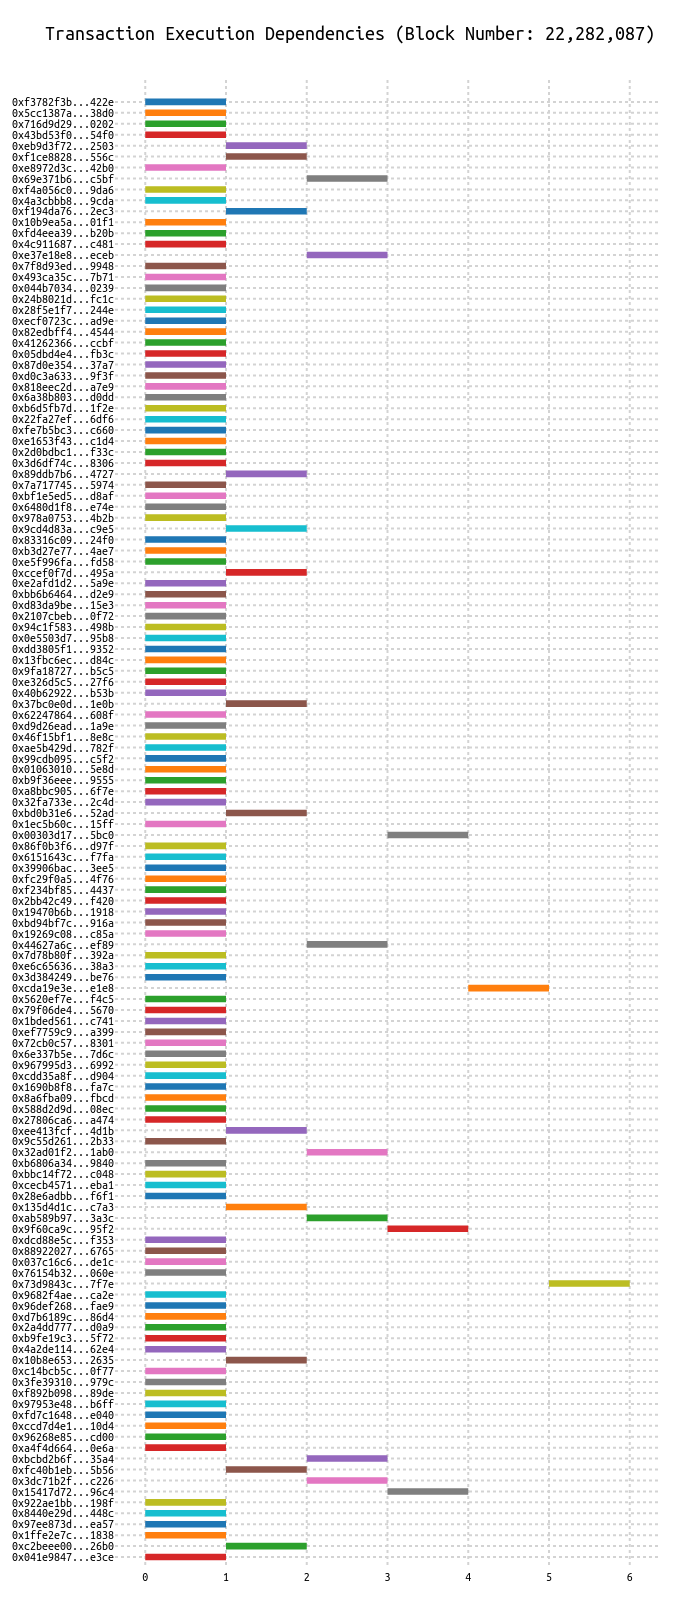 Transaction Execution Dependencies (Block Number: 22,282,087)
0xf3782f3b...422e
0x5cc1387a...38d0
0x716d9d29...0202
0x43bd53f0...54f0
0xeb9d3f72...2503
0xf1ce8828...556c
0xe8972d3c...42b0
0x69e371b6...c5bf
0xf4a056c0...9da6
0x4a3cbbb8...9cda
0xf194da76...2ec3
0x10b9ea5a...01f1
0xfd4eea39...b20b
0x4c911687...c481
0xe37e18e8...eceb
0x7f8d93ed...9948
0x493ca35c...7b71
0x044b7034...0239
0x24b8021d...fc1c
0x28f5e1f7...244e
0xecf0723c...ad9e
0x82edbff4...4544
0x41262366...ccbf
0x05dbd4e4...fb3c
0x87d0e354...37a7
0xd0c3a633...9f3f
0x818eec2d...a7e9
0x6a38b803...d0dd
0xb6d5fb7d...1f2e
0x22fa27ef...6df6
0xfe7b5bc3...c660
0xe1653f43...c1d4
0x2d0bdbc1...f33c
0x3d6df74c...8306
0x89ddb7b6...4727
0x7a717745...5974
0xbf1e5ed5...d8af
0x6480d1f8...e74e
0x978a0753...4b2b
0x9cd4d83a...c9e5
0x83316c09...24f0
0xb3d27e77...4ae7
0xe5f996fa...fd58
0xccef0f7d...495a
0xe2afd1d2...5a9e
0xbb6b6464...d2e9
0xd83da9be...15e3
0x2107cbeb...0f72
0x94c1f583...498b
0x0e5503d7...95b8
0xdd3805f1...9352
0x13fbc6ec...d84c
0x9fa18727...b5c5
0xe326d5c5...27f6
0x40b62922...b53b
0x37bc0e0d...1e0b
0x62247864...608f
0xd9d26ead...1a9e
0x46f15bf1...8e8c
0xae5b429d...782f
0x99cdb095...c5f2
0x01063010...5e8d
0xb9f36eee...9555
0xa8bbc905...6f7e
0x32fa733e...2c4d
0xbd0b31e6...52ad
0x1ec5b60c...15ff
0x00303d17...5bc0
0x86f0b3f6...d97f
0x6151643c...f7fa
0x39906bac...3ee5
0xfc29f0a5...4f76
0xf234bf85...4437
0x2bb42c49...f420
0x19470b6b...1918
0xbd94bf7c...916a
0x19269c08...c85a
0x44627a6c...ef89
0x7d78b80f...392a
0xe6c65636...38a3
0x3d384249...be76
0xcda19e3e...e1e8
0x5620ef7e...f4c5
0x79f06de4...5670
0x1bded561...c741
0xef7759c9...a399
0x72cb0c57...8301
0x6e337b5e...7d6c
0x967995d3...6992
0xcdd35a8f...d904
0x1690b8f8...fa7c
0x8a6fba09...fbcd
0x588d2d9d...08ec
0x27806ca6...a474
0xee413fcf...4d1b
0x9c55d261...2b33
0x32ad01f2...1ab0
0xb6806a34...9840
0xbbc14f72...c048
0xcecb4571...eba1
0x28e6adbb...f6f1
0x135d4d1c...c7a3
0xab589b97...3a3c
0x9f60ca9c...95f2
0xdcd88e5c...f353
0x88922027...6765
0x037c16c6...de1c
0x76154b32...060e
0x73d9843c...7f7e
0x9682f4ae...ca2e
0x96def268...fae9
0xd7b6189c...86d4
0x2a4dd777...d0a9
0xb9fe19c3...5f72
0x4a2de114...62e4
0x10b8e653...2635
0xc14bcb5c...0f77
0x3fe39310...979c
0xf892b098...89de
0x97953e48...b6ff
0xfd7c1648...e040
0xccd7d4e1...10d4
0x96268e85...cd00
0xa4f4d664...0e6a
0xbcbd2b6f...35a4
0xfc40b1eb...5b56
0x3dc71b2f...c226
0x15417d72...96c4
0x922ae1bb...198f
0x8440e29d...448c
0x97ee873d...ea57
0x1ffe2e7c...1838
0xc2beee00...26b0
0x041e9847...e3ce
0 1 2 3 4 5 6